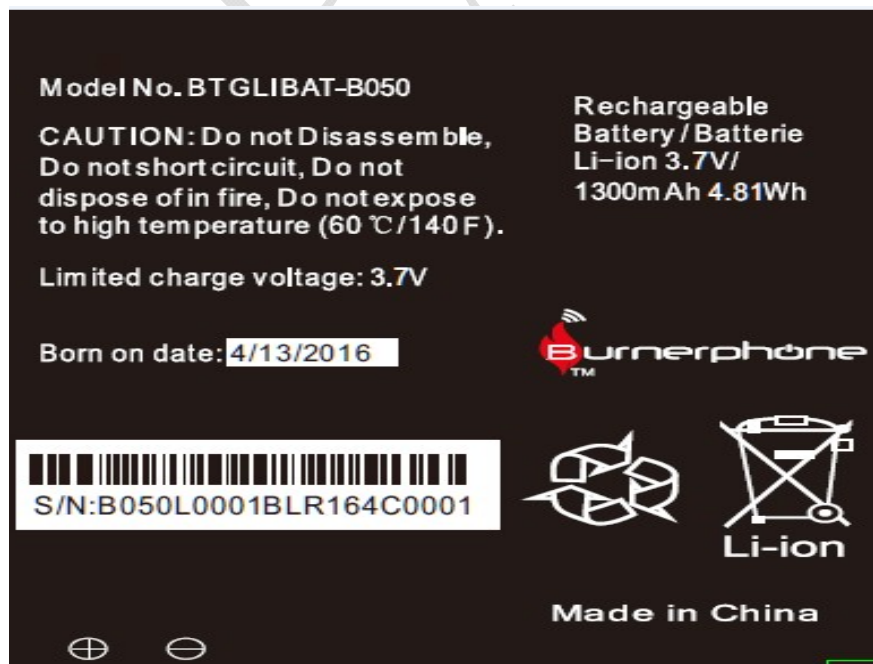 Model No. BTGLIBAT-B050
CAUTION: Do not Disassemble,
Do not short circuit, Do not
dispose of in fire, Do not expose
to high temperature (60 ℃/140 F).
Limited charge voltage: 3.7V
Born on date: 4/13/2016
S/N:B050L0001BLR164C0001
Rechargeable
Battery / Batterie
Li-ion 3.7V/
1300mAh 4.81Wh
Burnerphone
TM
Li-ion
Made in China